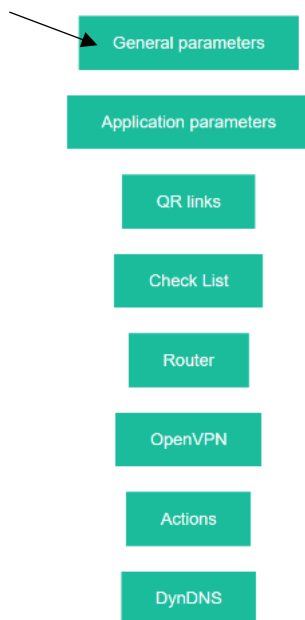 General parameters
Application parameters
QR links
Check List
Router
OpenVPN
Actions
DynDNS